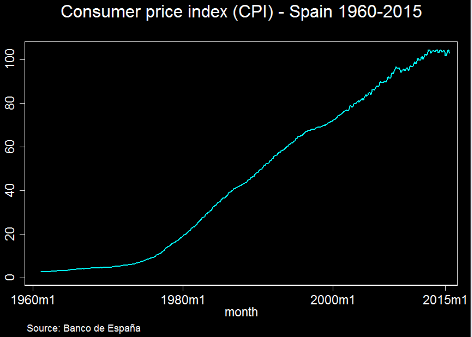 Consumer price index (CPI) - Spain 1960-2015
100
80
60
40
20
0
1960m1 1980m1 2000m1 2015m1
month
Source: Banco de España